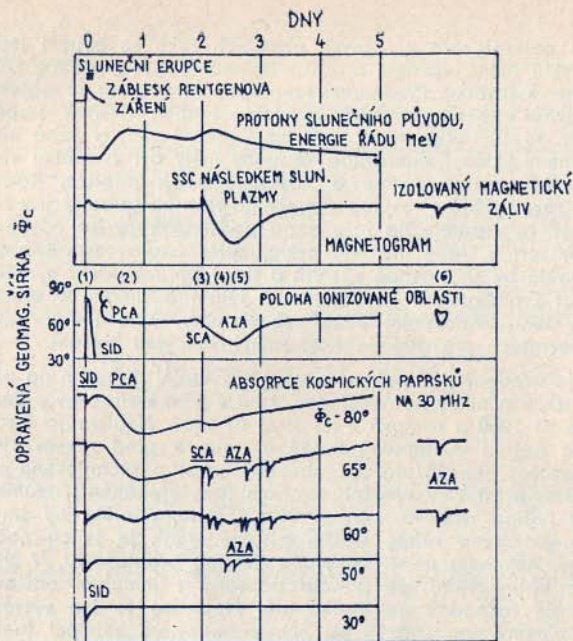 DNY
0 1 2 3 4 5
SLUNEČNÍ ERUPCE
ZÁBLESK RENTGENOVA
ZÁŘENÍ
PROTONY SLUNEČNÍHO PŮVODU,
ENERGIE ŘÁDU MeV
SSC NÁSLEDKEM SLUN.
PLAZMY
IZOLOVANÝ MAGNETICKÝ
ZÁLIV
MAGNETOGRAM
OPRAVENÁ GEOMAG. ŠÍŘKA Φc
(1) (2) (3) (4) (5) (6)
90°
60°
30°
PCA
SID
SCA
AZA
POLOHA IONIZOVANÉ OBLASTI
SID PCA
ABSORPCE KOSMICKÝCH PAPRSKŮ
NA 30 MHz
Φc - 80°
SCA AZA
65°
AZA
60°
AZA
50°
SID
30°